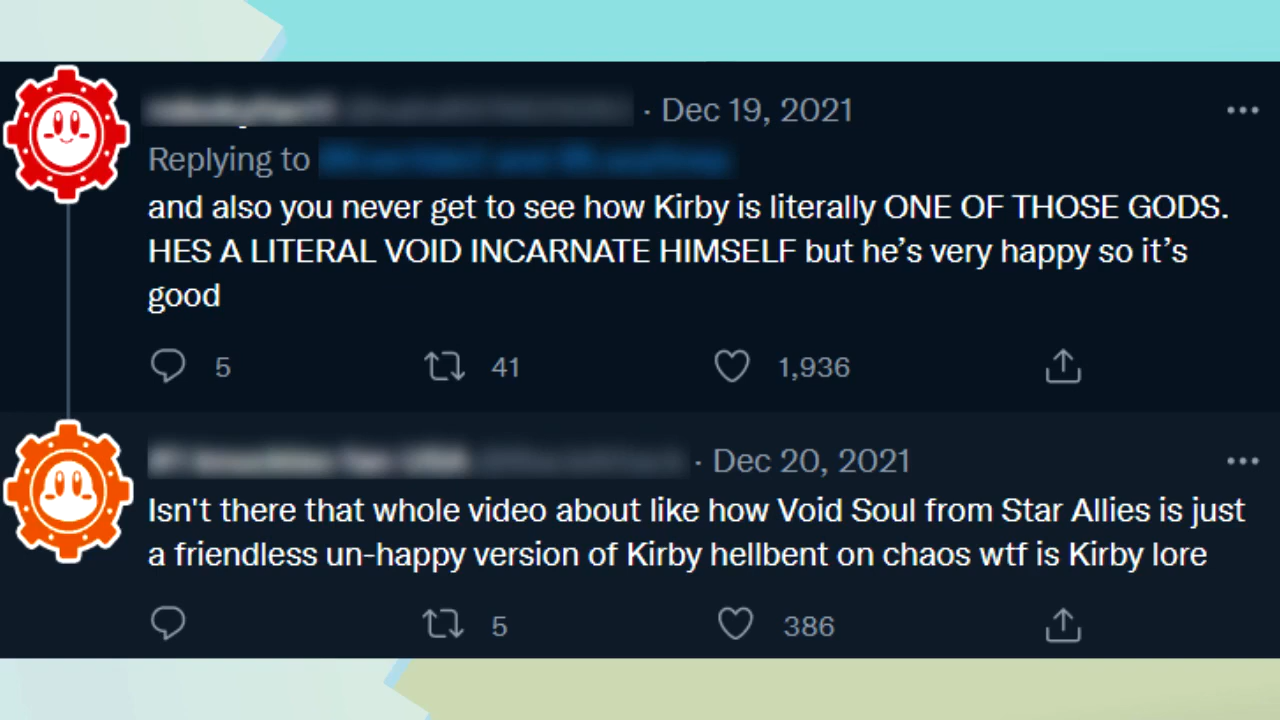 · Dec 19, 2021
Replying to
and also you never get to see how Kirby is literally ONE OF THOSE GODS.
HES A LITERAL VOID INCARNATE HIMSELF but he’s very happy so it’s
good
5 41 1,936
· Dec 20, 2021
Isn't there that whole video about like how Void Soul from Star Allies is just
a friendless un-happy version of Kirby hellbent on chaos wtf is Kirby lore
5 386